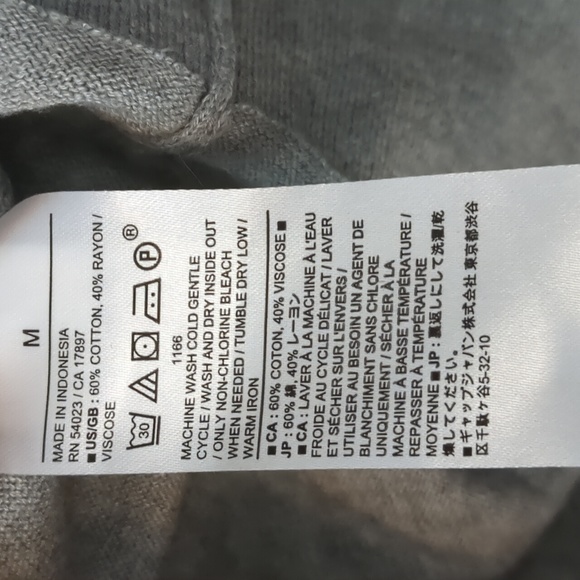 M
MADE IN INDONESIA
RN 54023 / CA 17897
■ US/GB : 60% COTTON, 40% RAYON /
VISCOSE
30
P
®
1166
MACHINE WASH COLD GENTLE
CYCLE / WASH AND DRY INSIDE OUT
/ ONLY NON-CHLORINE BLEACH
WHEN NEEDED / TUMBLE DRY LOW /
WARM IRON
■ CA : 60% COTON, 40% VISCOSE ■
JP : 60% 綿, 40% レーヨン
■ CA : LAVER À LA MACHINE À L'EAU
FROIDE AU CYCLE DÉLICAT / LAVER
ET SÉCHER SUR L'ENVERS /
UTILISER AU BESOIN UN AGENT DE
BLANCHIMENT SANS CHLORE
UNIQUEMENT / SÉCHER À LA
MACHINE À BASSE TEMPÉRATURE /
REPASSER À TEMPÉRATURE
MOYENNE ■ JP : 裏返しにして洗濯/乾
燥してください。
■ギャップジャパン株式会社 東京都渋谷
区千駄ヶ谷5-32-10